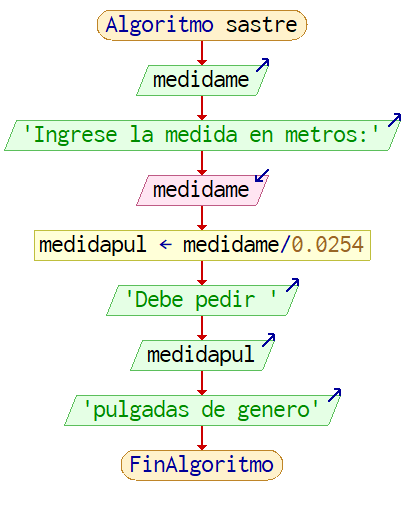 Algoritmo sastre
medidame
'Ingrese la medida en metros:'
medidame
medidapul ← medidame/0.0254
'Debe pedir '
medidapul
'pulgadas de genero'
FinAlgoritmo